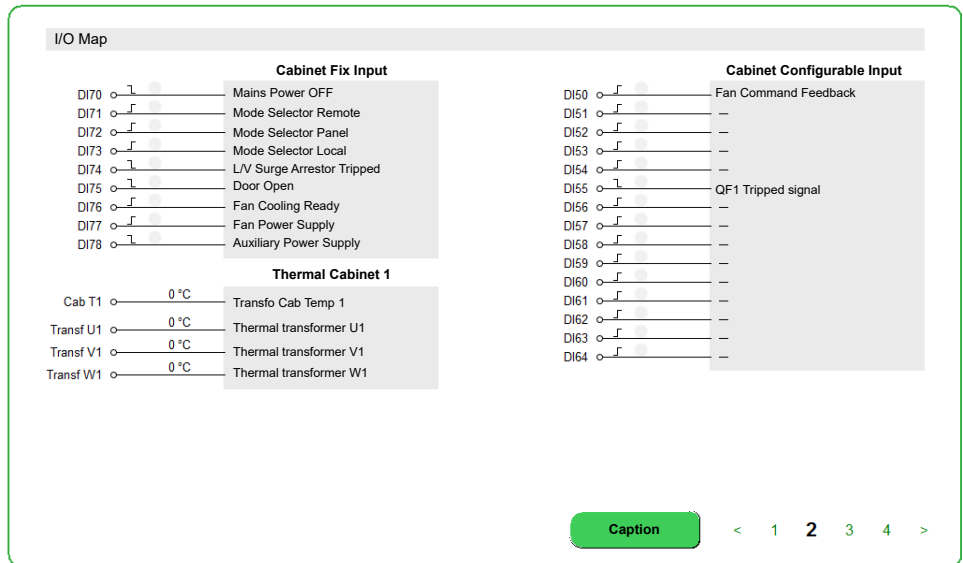 I/O Map
Cabinet Fix Input
DI70 Mains Power OFF
DI71 Mode Selector Remote
DI72 Mode Selector Panel
DI73 Mode Selector Local
DI74 L/V Surge Arrestor Tripped
DI75 Door Open
DI76 Fan Cooling Ready
DI77 Fan Power Supply
DI78 Auxiliary Power Supply
Thermal Cabinet 1
Cab T1 0 °C Transfo Cab Temp 1
Transf U1 0 °C Thermal transformer U1
Transf V1 0 °C Thermal transformer V1
Transf W1 0 °C Thermal transformer W1
Cabinet Configurable Input
DI50 Fan Command Feedback
DI51 –
DI52 –
DI53 –
DI54 –
DI55 QF1 Tripped signal
DI56 –
DI57 –
DI58 –
DI59 –
DI60 –
DI61 –
DI62 –
DI63 –
DI64 –
Caption < 1 2 3 4 >